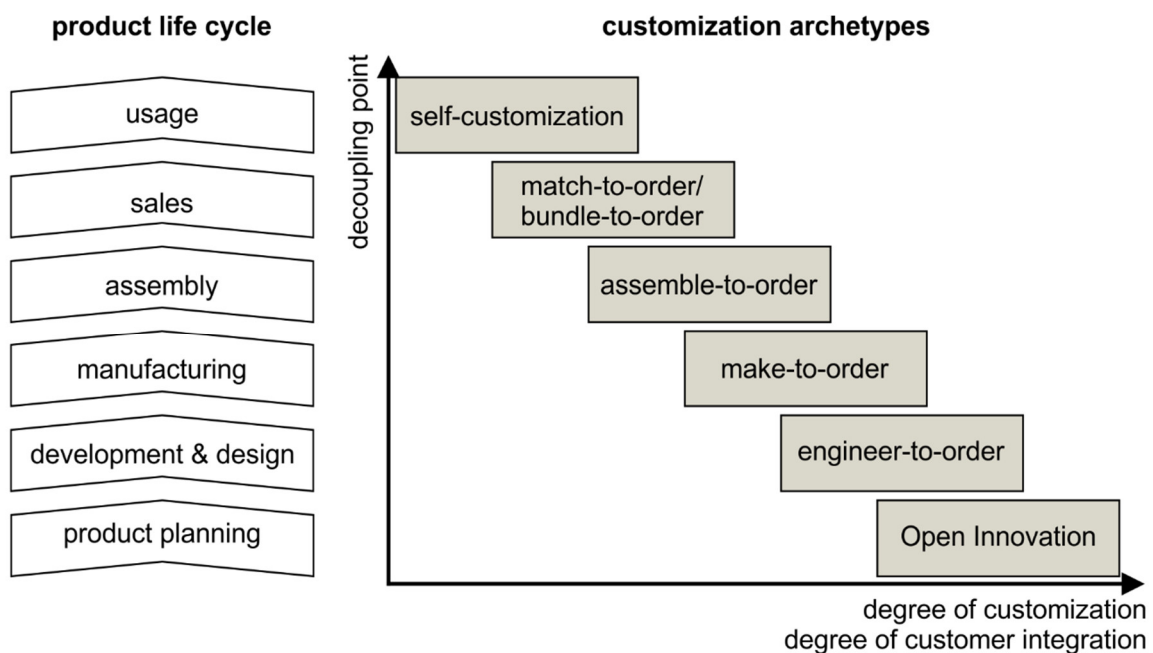 product life cycle
customization archetypes
usage
sales
assembly
manufacturing
development & design
product planning
decoupling point
self-customization
match-to-order/
bundle-to-order
assemble-to-order
make-to-order
engineer-to-order
Open Innovation
degree of customization
degree of customer integration